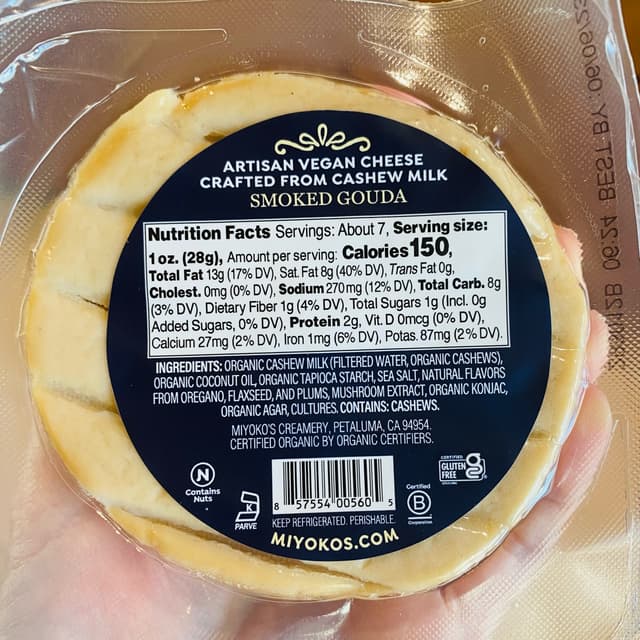 ARTISAN VEGAN CHEESE
CRAFTED FROM CASHEW MILK
SMOKED GOUDA
Nutrition Facts Servings: About 7, Serving size:
1 oz. (28g), Amount per serving: Calories 150,
Total Fat 13g (17% DV), Sat. Fat 8g (40% DV), Trans Fat 0g,
Cholest. 0mg (0% DV), Sodium 270mg (12% DV), Total Carb. 8g
(3% DV), Dietary Fiber 1g (4% DV), Total Sugars 1g (Incl. 0g
Added Sugars, 0% DV), Protein 2g, Vit. D 0mcg (0% DV),
Calcium 27mg (2% DV), Iron 1mg (6% DV), Potas. 87mg (2% DV).
INGREDIENTS: ORGANIC CASHEW MILK (FILTERED WATER, ORGANIC CASHEWS),
ORGANIC COCONUT OIL, ORGANIC TAPIOCA STARCH, SEA SALT, NATURAL FLAVORS
FROM OREGANO, FLAXSEED, AND PLUMS, MUSHROOM EXTRACT, ORGANIC KONJAC,
ORGANIC AGAR, CULTURES. CONTAINS: CASHEWS.
MIYOKO'S CREAMERY, PETALUMA, CA 94954.
CERTIFIED ORGANIC BY ORGANIC CERTIFIERS.
N
Contains
Nuts
K
PARVE
8 57554 00560 5
Certified
B
Corporation
CERTIFIED
GLUTEN
FREE
KEEP REFRIGERATED. PERISHABLE.
MIYOKOS.COM
12B 06:24 BEST BY: 06/06/23